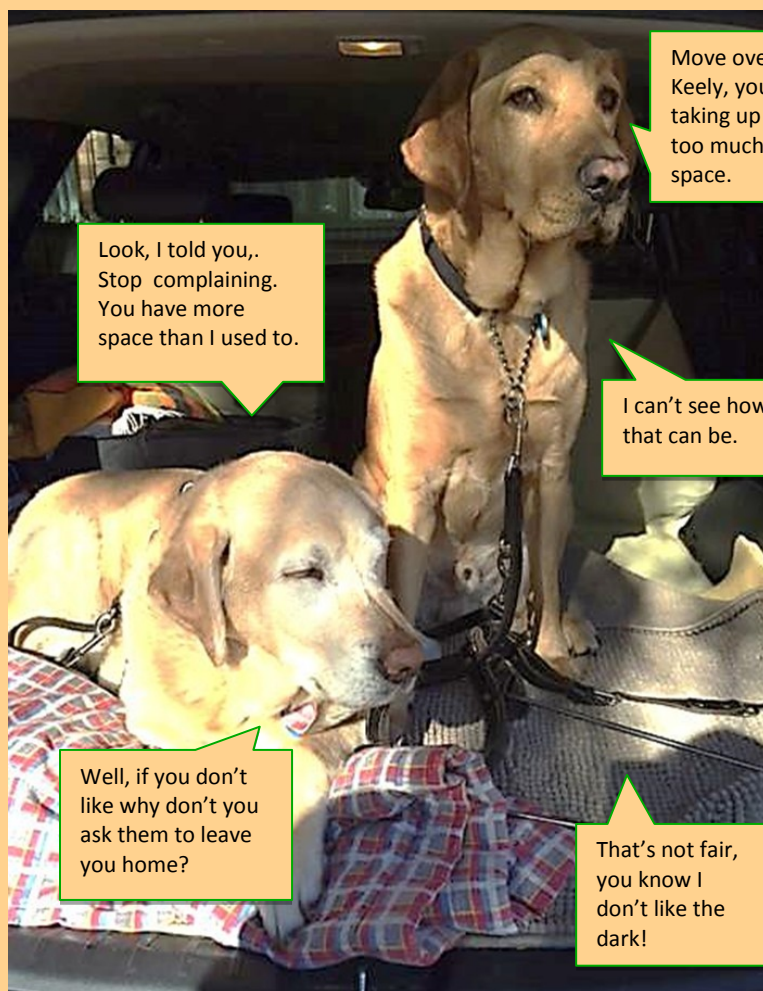 Move ove
Keely, you
taking up
too much
space.
Look, I told you,.
Stop complaining.
You have more
space than I used to.
I can’t see how
that can be.
Well, if you don’t
like why don’t you
ask them to leave
you home?
That’s not fair,
you know I
don’t like the
dark!